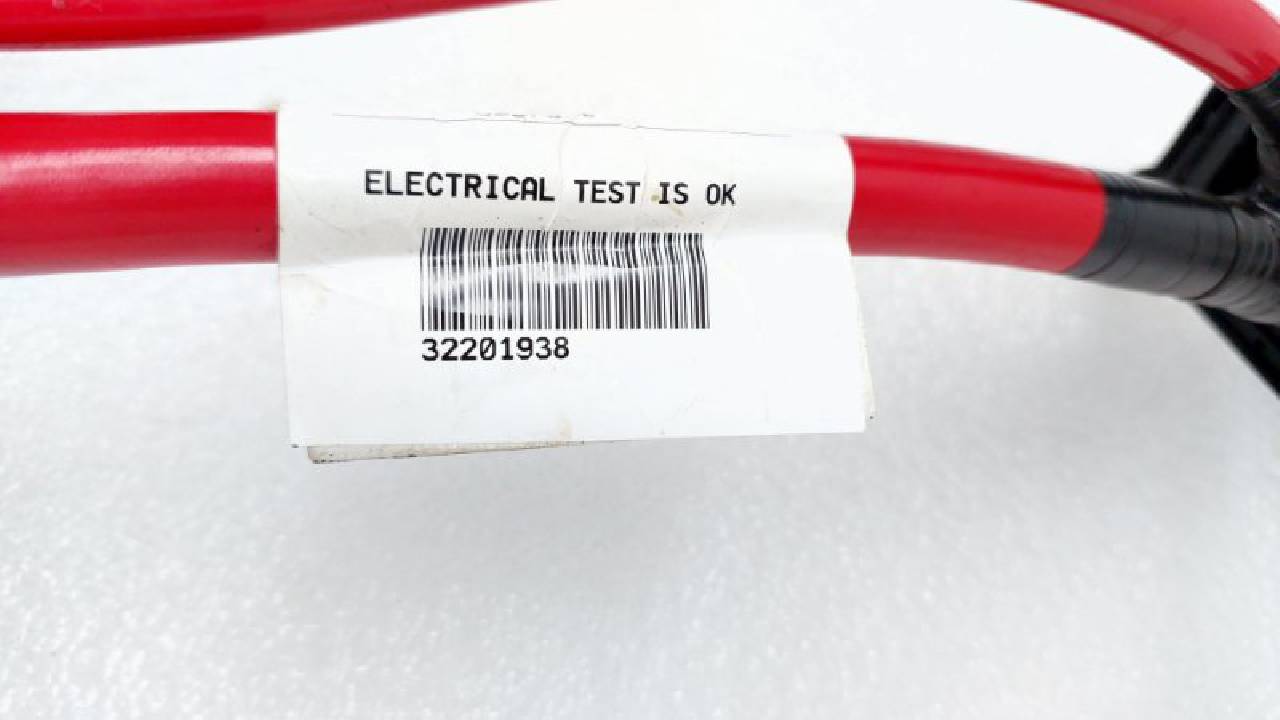 ELECTRICAL TEST IS OK
32201938